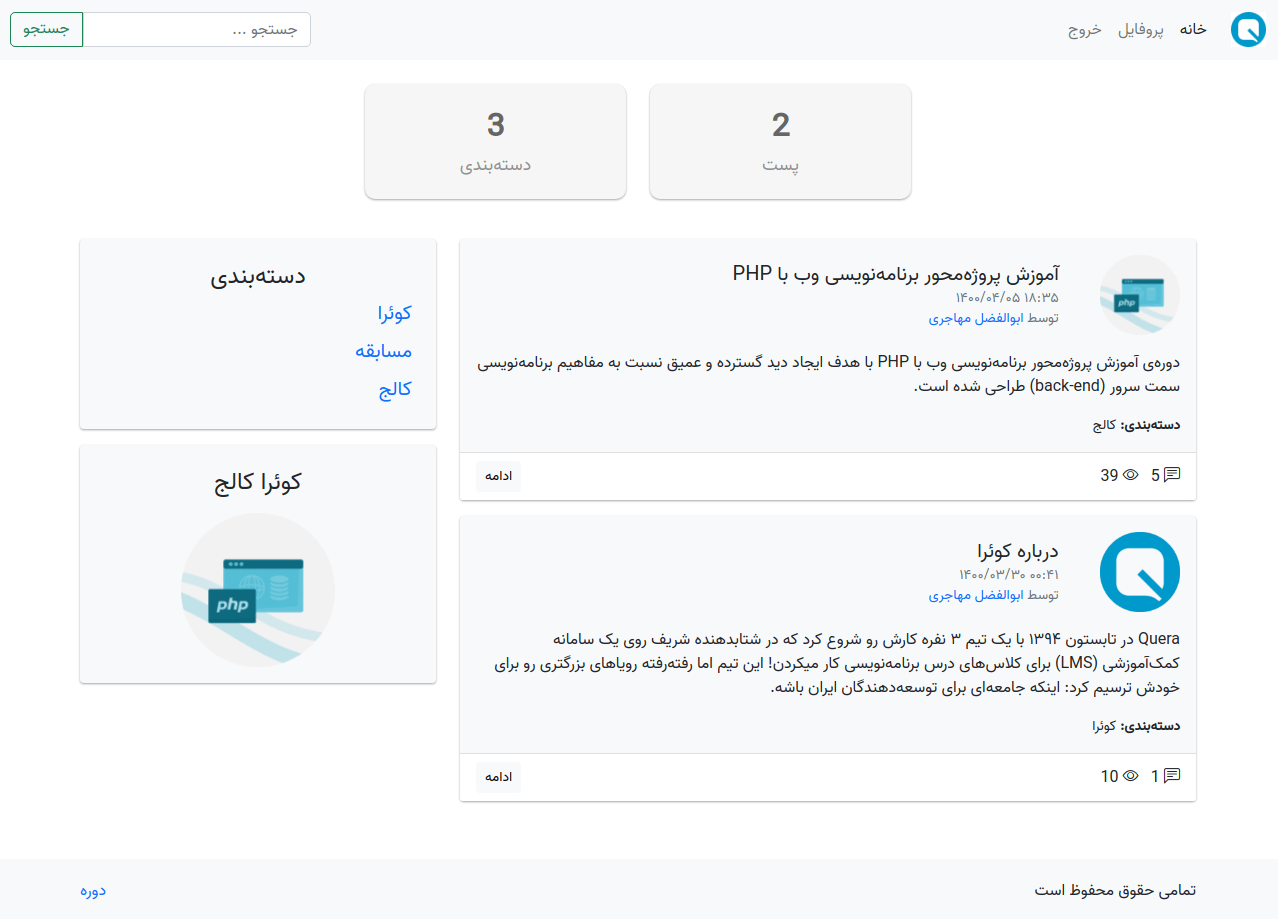 خانه پروفایل خروج
جستجو ...
جستجو
2
پست
3
دسته‌بندی
آموزش پروژه‌محور برنامه‌نویسی وب با PHP
۱۴۰۰/۰۴/۰۵ ۱۸:۳۵
توسط ابوالفضل مهاجری
php
دوره‌ی آموزش پروژه‌محور برنامه‌نویسی وب با PHP با هدف ایجاد دید گسترده و عمیق نسبت به مفاهیم برنامه‌نویسی
سمت سرور (back-end) طراحی شده است.
دسته‌بندی: کالج
5 39
ادامه
درباره کوئرا
۱۴۰۰/۰۳/۳۰ ۰۰:۴۱
توسط ابوالفضل مهاجری
Quera در تابستون ۱۳۹۴ با یک تیم ۳ نفره کارش رو شروع کرد که در شتابدهنده شریف روی یک سامانه
کمک‌آموزشی (LMS) برای کلاس‌های درس برنامه‌نویسی کار میکردن! این تیم اما رفته‌رفته رویاهای بزرگتری رو برای
خودش ترسیم کرد: اینکه جامعه‌ای برای توسعه‌دهندگان ایران باشه.
دسته‌بندی: کوئرا
1 10
ادامه
دسته‌بندی
کوئرا
مسابقه
کالج
کوئرا کالج
php
تمامی حقوق محفوظ است
دوره